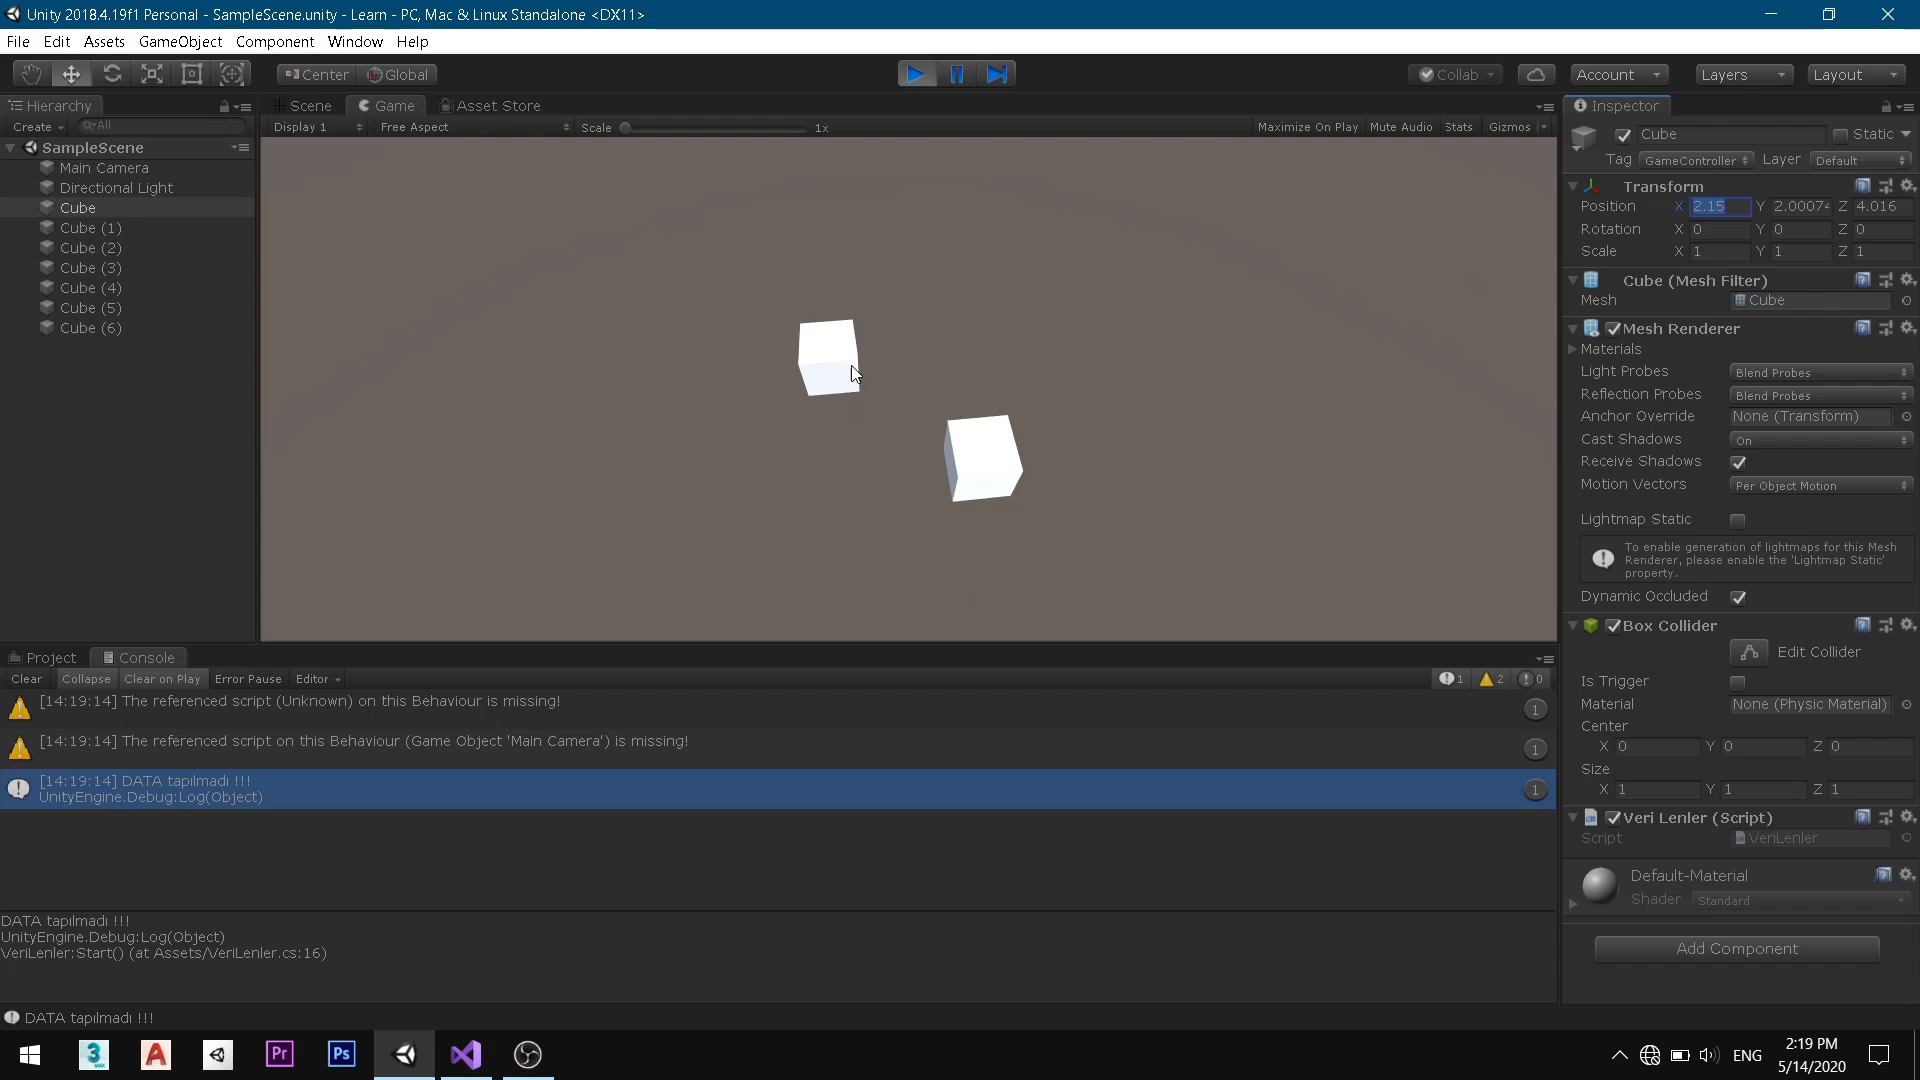 Unity 2018.4.19f1 Personal - SampleScene.unity - Learn - PC, Mac & Linux Standalone <DX11>
File Edit Assets GameObject Component Window Help
Center Global Collab Account Layers Layout
Hierarchy
Create All
SampleScene
Main Camera
Directional Light
Cube
Cube (1)
Cube (2)
Cube (3)
Cube (4)
Cube (5)
Cube (6)
Scene Game Asset Store
Display 1 Free Aspect Scale 1x Maximize On Play Mute Audio Stats Gizmos
Inspector
Cube Static
Tag GameController Layer Default
Transform
Position X 2.15 Y 2.00074 Z 4.016
Rotation X 0 Y 0 Z 0
Scale X 1 Y 1 Z 1
Cube (Mesh Filter)
Mesh Cube
Mesh Renderer
Materials
Light Probes Blend Probes
Reflection Probes Blend Probes
Anchor Override None (Transform)
Cast Shadows On
Receive Shadows
Motion Vectors Per Object Motion
Lightmap Static
To enable generation of lightmaps for this Mesh
Renderer, please enable the 'Lightmap Static'
property.
Dynamic Occluded
Box Collider
Edit Collider
Is Trigger
Material None (Physic Material)
Center
X 0 Y 0 Z 0
Size
X 1 Y 1 Z 1
Veri Lenler (Script)
Script VeriLenler
Default-Material
Shader Standard
Add Component
Project Console
Clear Collapse Clear on Play Error Pause Editor 1 2 0
[14:19:14] The referenced script (Unknown) on this Behaviour is missing! 1
[14:19:14] The referenced script on this Behaviour (Game Object 'Main Camera') is missing! 1
[14:19:14] DATA tapılmadı !!!
UnityEngine.Debug:Log(Object) 1
DATA tapılmadı !!!
UnityEngine.Debug:Log(Object)
VeriLenler:Start() (at Assets/VeriLenler.cs:16)
DATA tapılmadı !!!
3
MAX
A
Pr
Ps
ENG
2:19 PM
5/14/2020